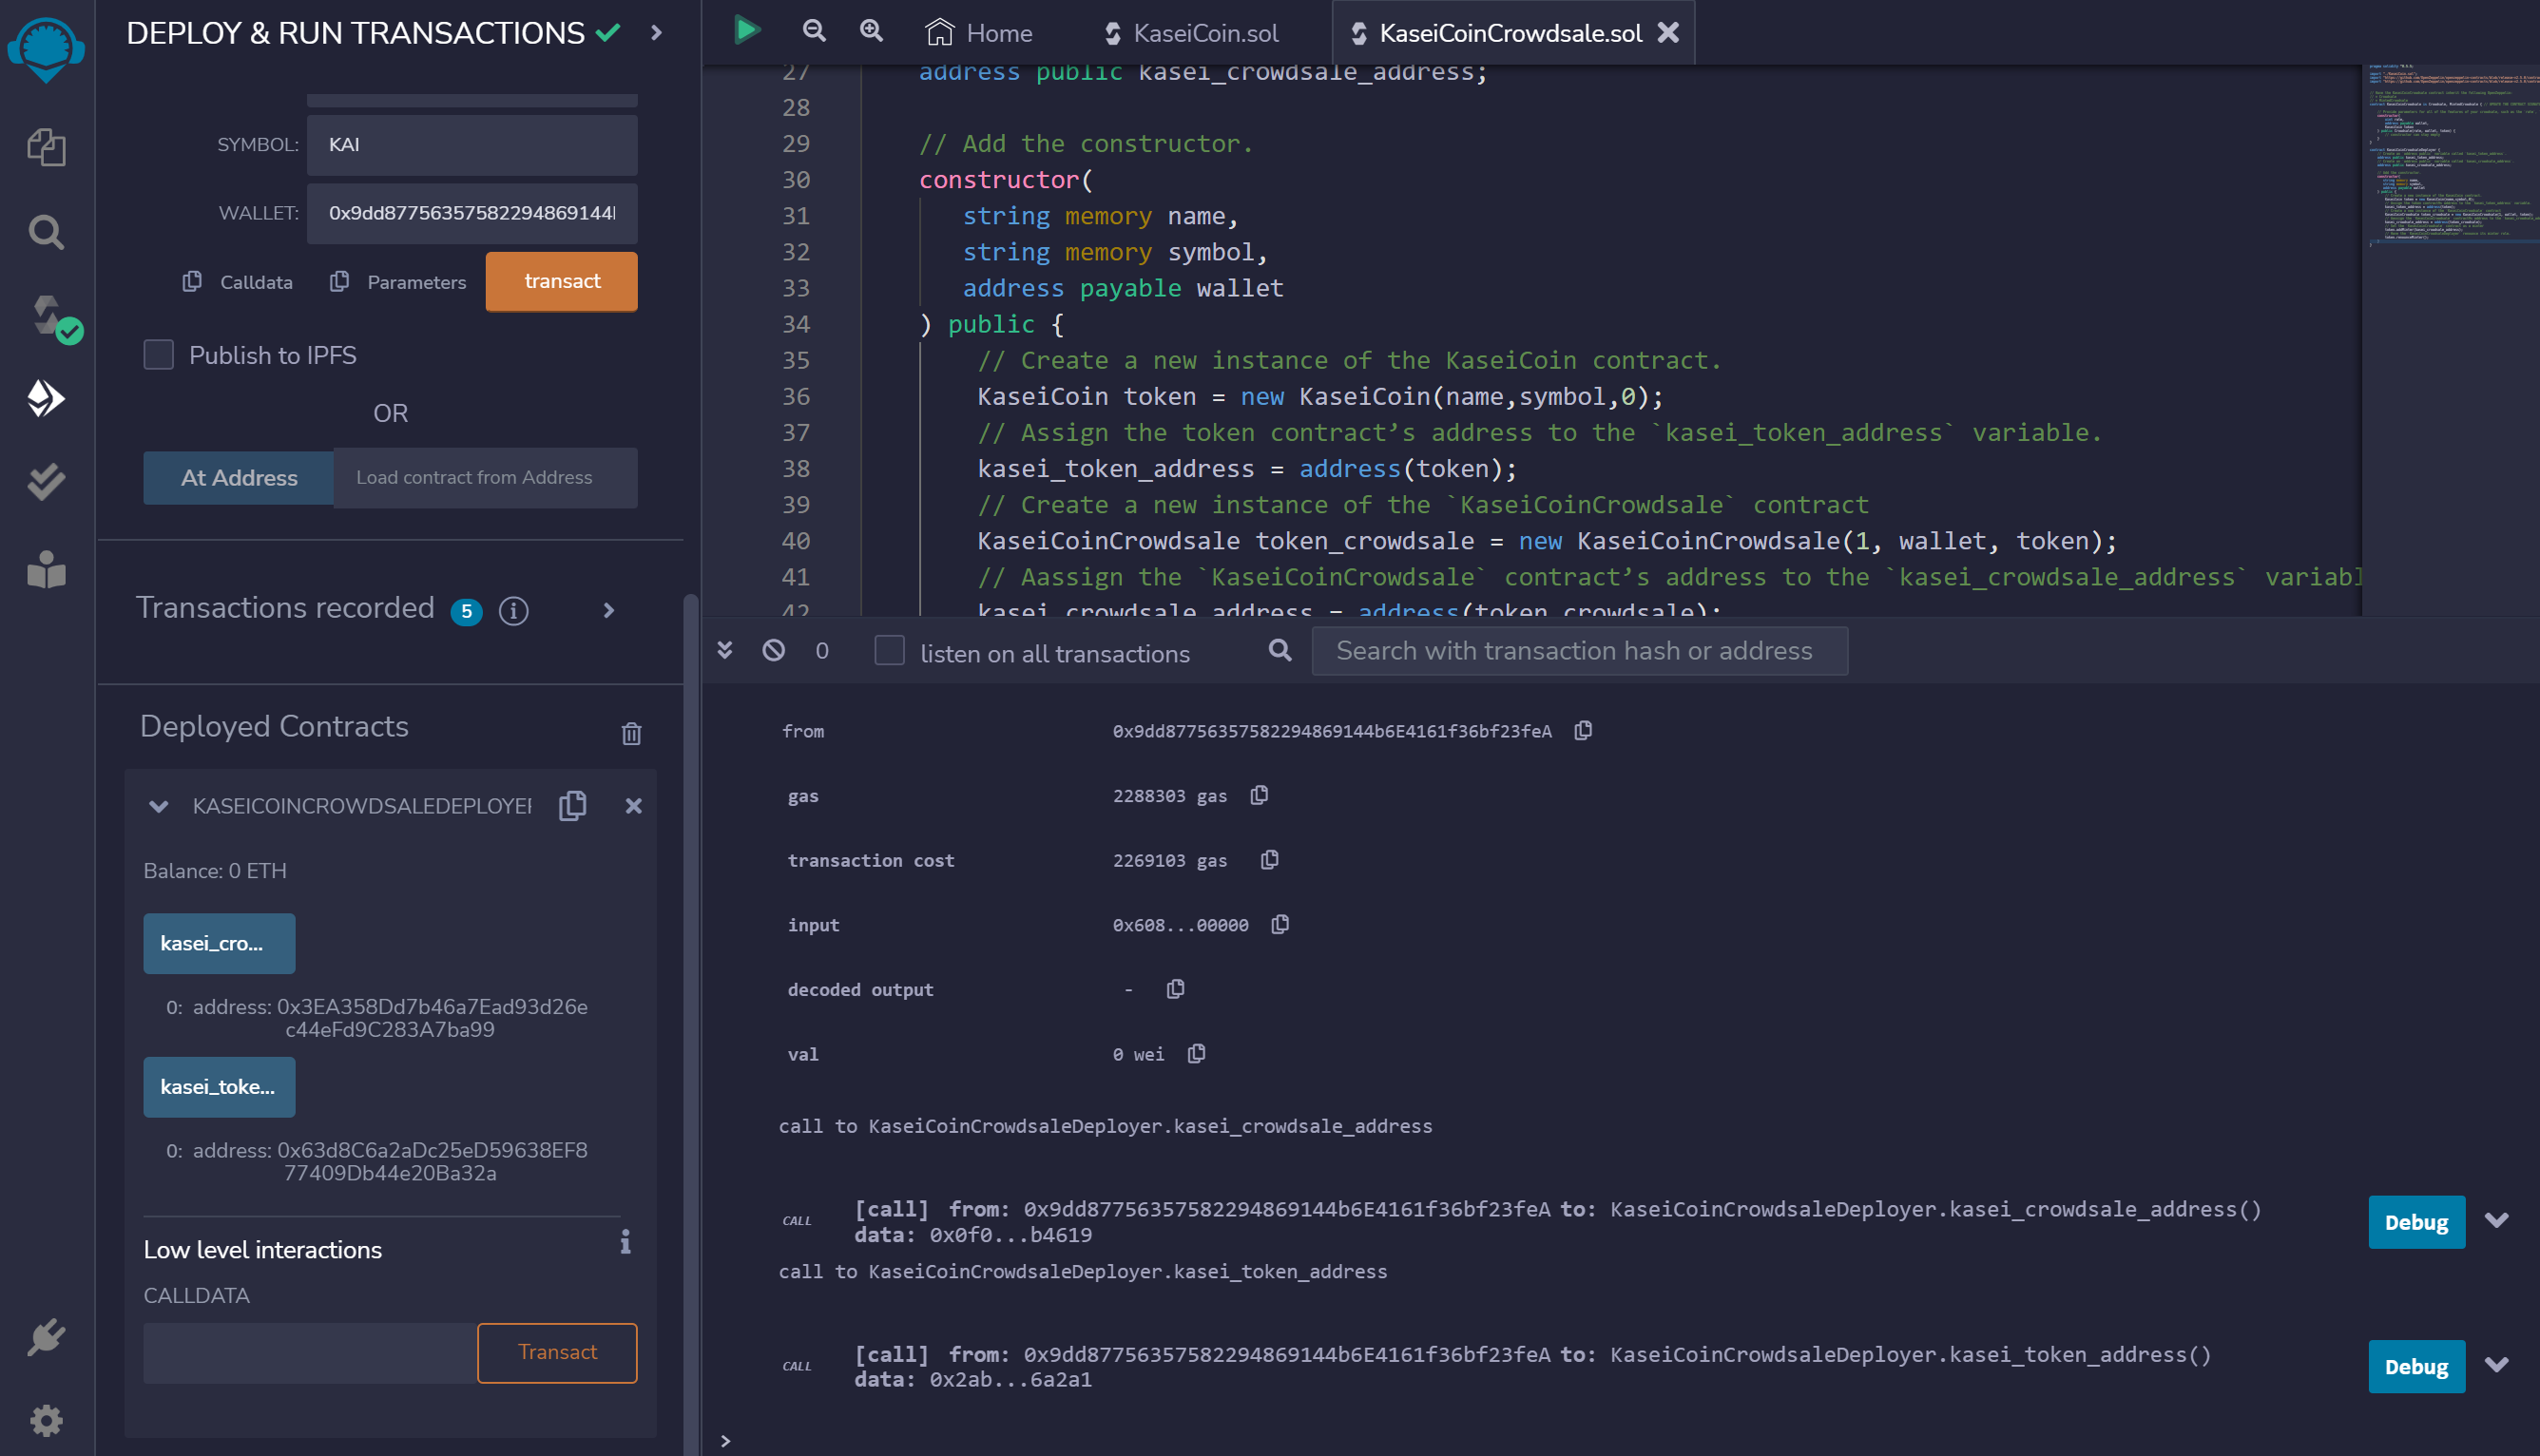 DEPLOY & RUN TRANSACTIONS
SYMBOL: KAI
WALLET: 0x9dd87756357582294869144
Calldata Parameters transact
Publish to IPFS
OR
At Address Load contract from Address
Transactions recorded 5
Deployed Contracts
KASEICOINCROWDSALEDEPLOYER
Balance: 0 ETH
kasei_cro...
0: address: 0x3EA358Dd7b46a7Ead93d26e
c44eFd9C283A7ba99
kasei_toke...
0: address: 0x63d8C6a2aDc25eD59638EF8
77409Db44e20Ba32a
Low level interactions
CALLDATA
Transact
Home KaseiCoin.sol KaseiCoinCrowdsale.sol
27 address public kasei_crowdsale_address;
28
29 // Add the constructor.
30 constructor(
31 string memory name,
32 string memory symbol,
33 address payable wallet
34 ) public {
35 // Create a new instance of the KaseiCoin contract.
36 KaseiCoin token = new KaseiCoin(name,symbol,0);
37 // Assign the token contract’s address to the `kasei_token_address` variable.
38 kasei_token_address = address(token);
39 // Create a new instance of the `KaseiCoinCrowdsale` contract
40 KaseiCoinCrowdsale token_crowdsale = new KaseiCoinCrowdsale(1, wallet, token);
41 // Aassign the `KaseiCoinCrowdsale` contract’s address to the `kasei_crowdsale_address` variabl
42 kasei_crowdsale_address = address(token_crowdsale);
0 listen on all transactions Search with transaction hash or address
from 0x9dd87756357582294869144b6E4161f36bf23feA
gas 2288303 gas
transaction cost 2269103 gas
input 0x608...00000
decoded output -
val 0 wei
call to KaseiCoinCrowdsaleDeployer.kasei_crowdsale_address
CALL [call] from: 0x9dd87756357582294869144b6E4161f36bf23feA to: KaseiCoinCrowdsaleDeployer.kasei_crowdsale_address()
data: 0x0f0...b4619
Debug
call to KaseiCoinCrowdsaleDeployer.kasei_token_address
CALL [call] from: 0x9dd87756357582294869144b6E4161f36bf23feA to: KaseiCoinCrowdsaleDeployer.kasei_token_address()
data: 0x2ab...6a2a1
Debug
>